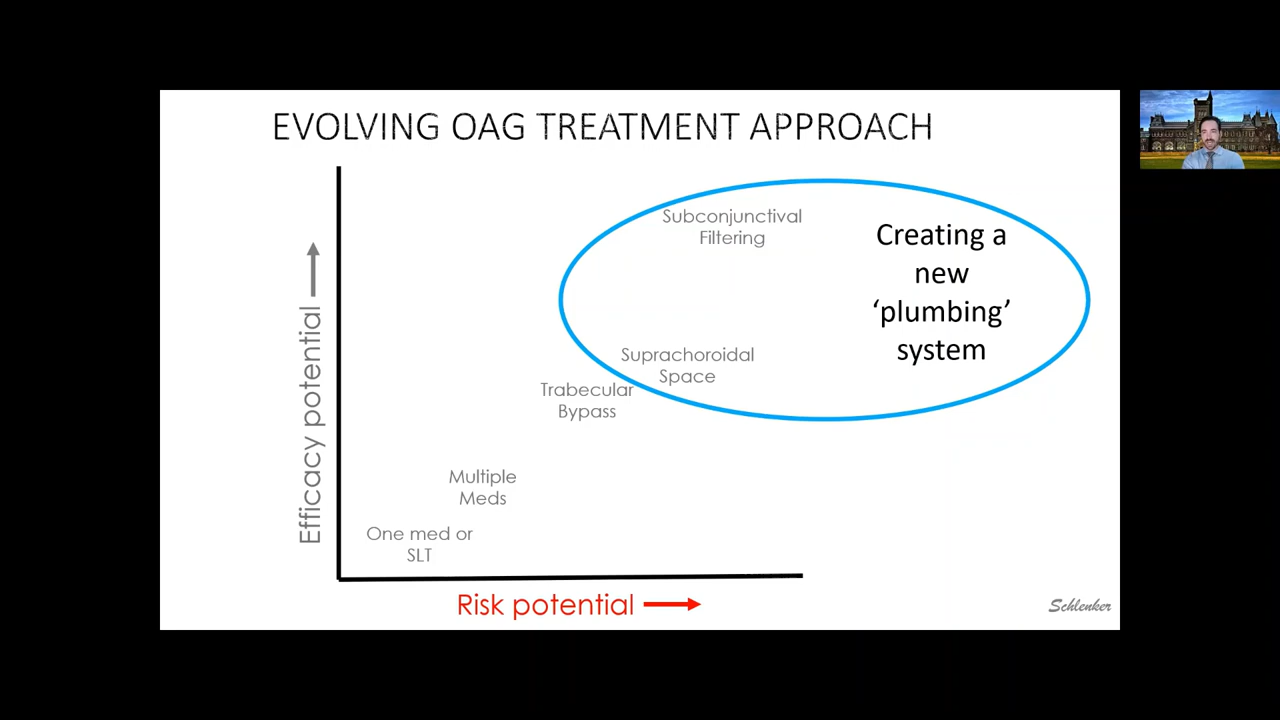 EVOLVING OAG TREATMENT APPROACH
Efficacy potential
Subconjunctival
Filtering
Creating a
new
‘plumbing’
system
Suprachoroidal
Space
Trabecular
Bypass
Multiple
Meds
One med or
SLT
Risk potential
Schlenker